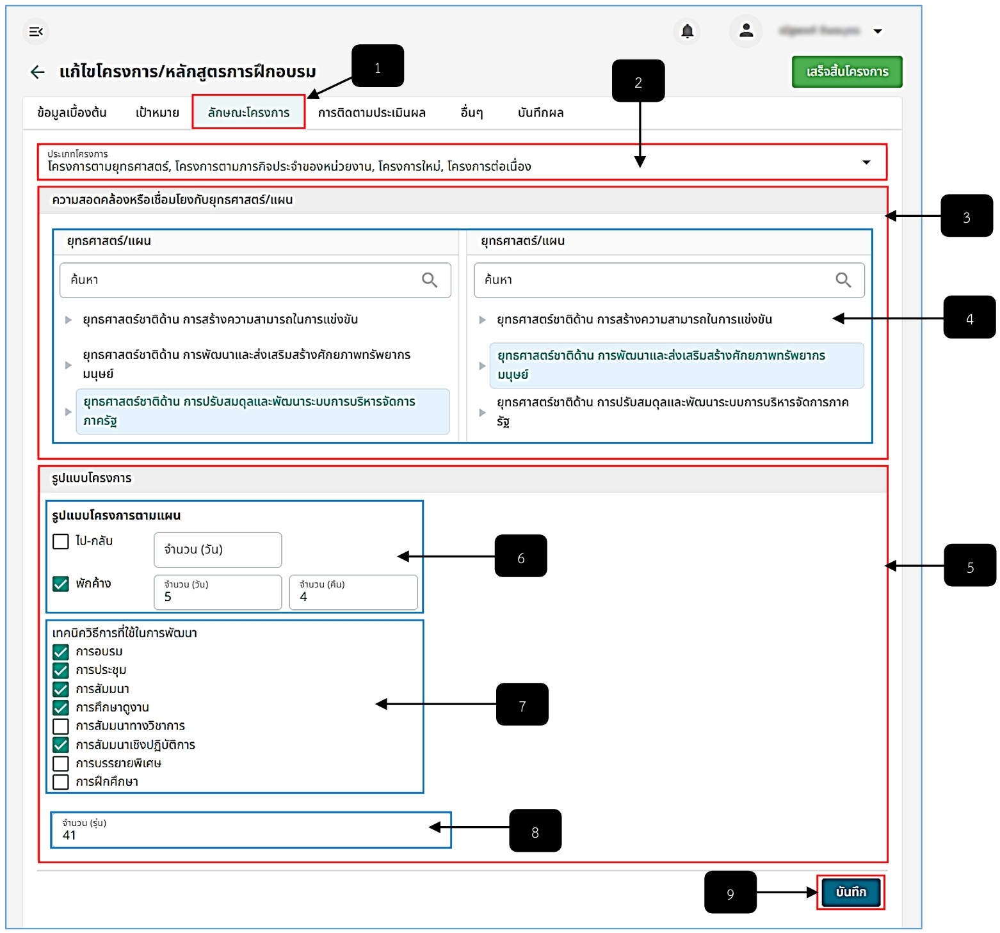 แก้ไขโครงการ/หลักสูตรการฝึกอบรม
1
2
เสร็จสิ้นโครงการ
ข้อมูลเบื้องต้น เป้าหมาย ลักษณะโครงการ การติดตามประเมินผล อื่นๆ บันทึกผล
ประเภทโครงการ
โครงการตามยุทธศาสตร์, โครงการตามภารกิจประจำของหน่วยงาน, โครงการใหม่, โครงการต่อเนื่อง
ความสอดคล้องหรือเชื่อมโยงกับยุทธศาสตร์/แผน
3
ยุทธศาสตร์/แผน
ค้นหา
ยุทธศาสตร์ชาติด้าน การสร้างความสามารถในการแข่งขัน
ยุทธศาสตร์ชาติด้าน การพัฒนาและส่งเสริมสร้างศักยภาพทรัพยากร
มนุษย์
ยุทธศาสตร์ชาติด้าน การปรับสมดุลและพัฒนาระบบการบริหารจัดการ
ภาครัฐ
ยุทธศาสตร์/แผน
ค้นหา
ยุทธศาสตร์ชาติด้าน การสร้างความสามารถในการแข่งขัน
4
ยุทธศาสตร์ชาติด้าน การพัฒนาและส่งเสริมสร้างศักยภาพทรัพยากร
มนุษย์
ยุทธศาสตร์ชาติด้าน การปรับสมดุลและพัฒนาระบบการบริหารจัดการภาค
รัฐ
รูปแบบโครงการ
รูปแบบโครงการตามแผน
ไป-กลับ จำนวน (วัน)
6
5
พักค้าง จำนวน (วัน) จำนวน (คืน)
5 4
เทคนิควิธีการที่ใช้ในการพัฒนา
การอบรม
การประชุม
การสัมมนา
การศึกษาดูงาน
7
การสัมมนาทางวิชาการ
การสัมมนาเชิงปฏิบัติการ
การบรรยายพิเศษ
การฝึกศึกษา
จำนวน (รุ่น)
41
8
9
บันทึก